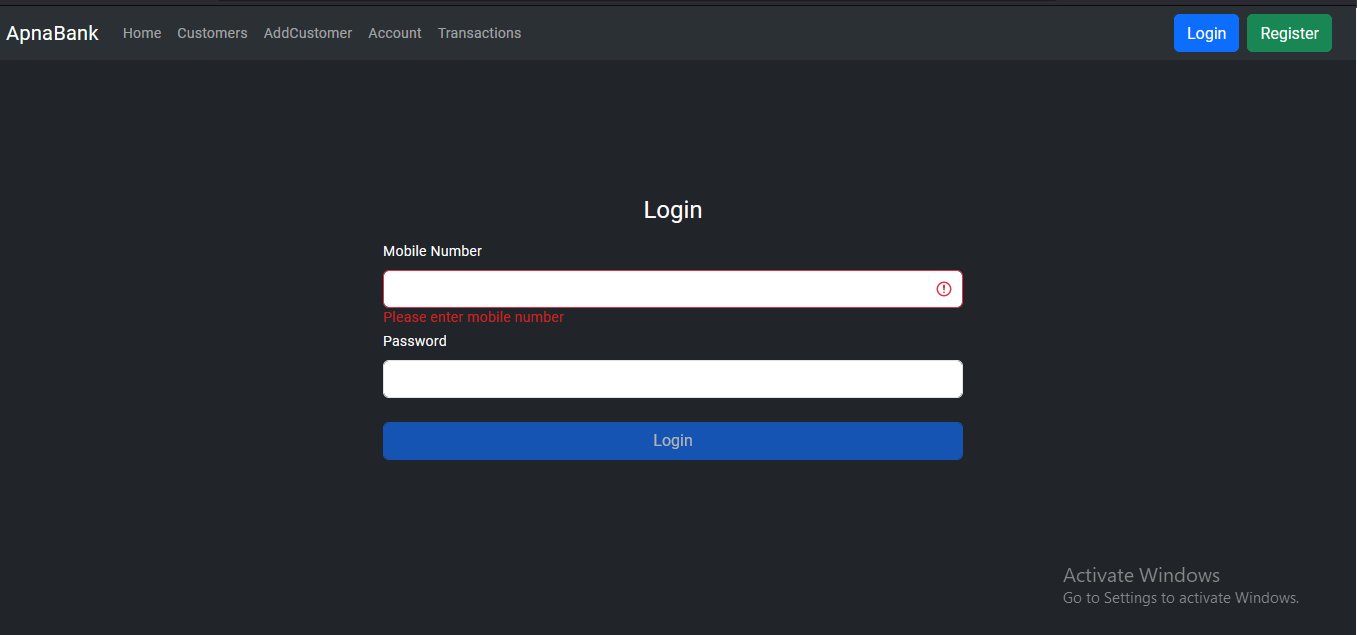 ApnaBank Home Customers AddCustomer Account Transactions Login Register
Login
Mobile Number
Please enter mobile number
Password
Login
Activate Windows
Go to Settings to activate Windows.